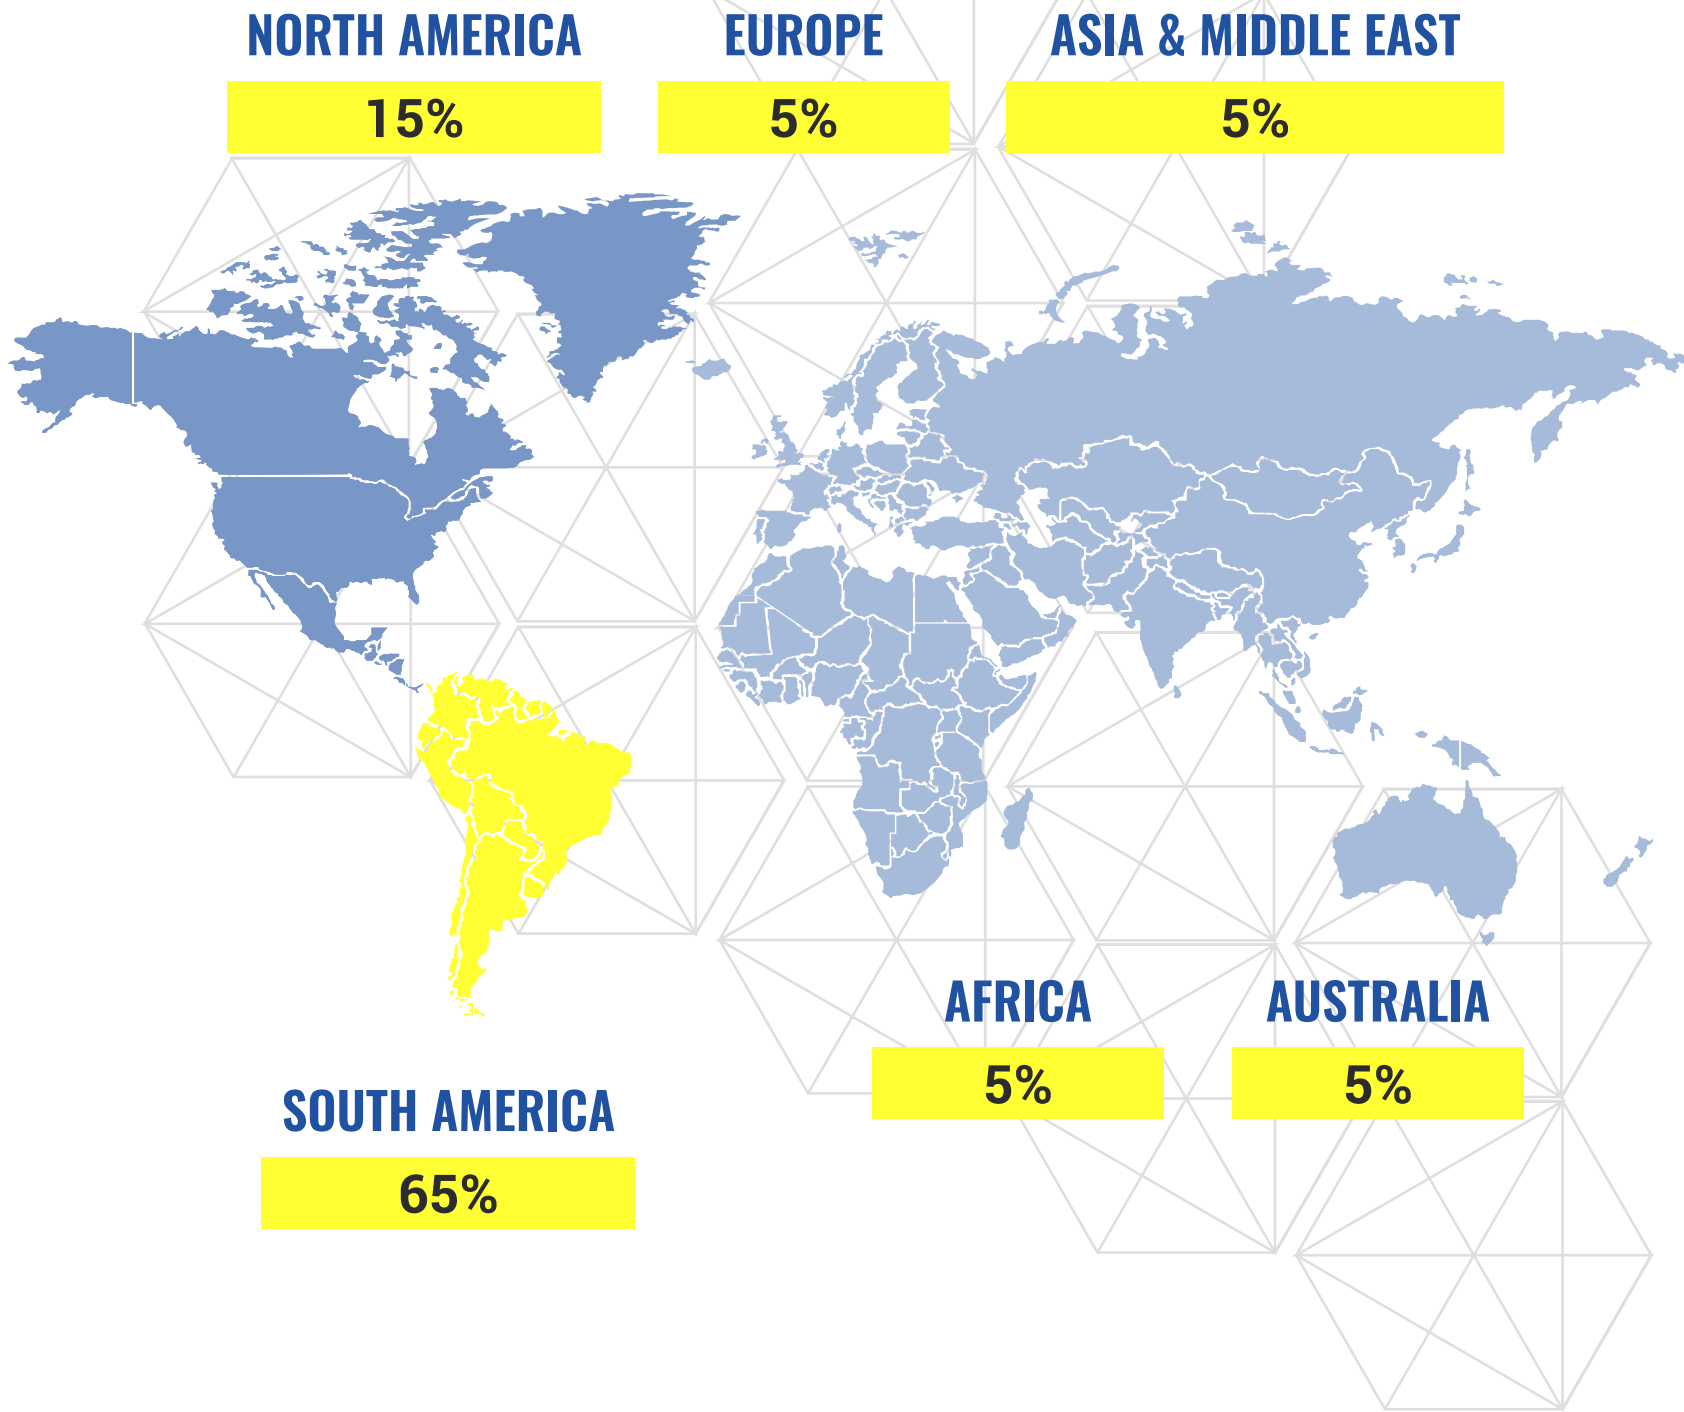 NORTH AMERICA
15%
EUROPE
5%
ASIA & MIDDLE EAST
5%
AFRICA
5%
AUSTRALIA
5%
SOUTH AMERICA
65%